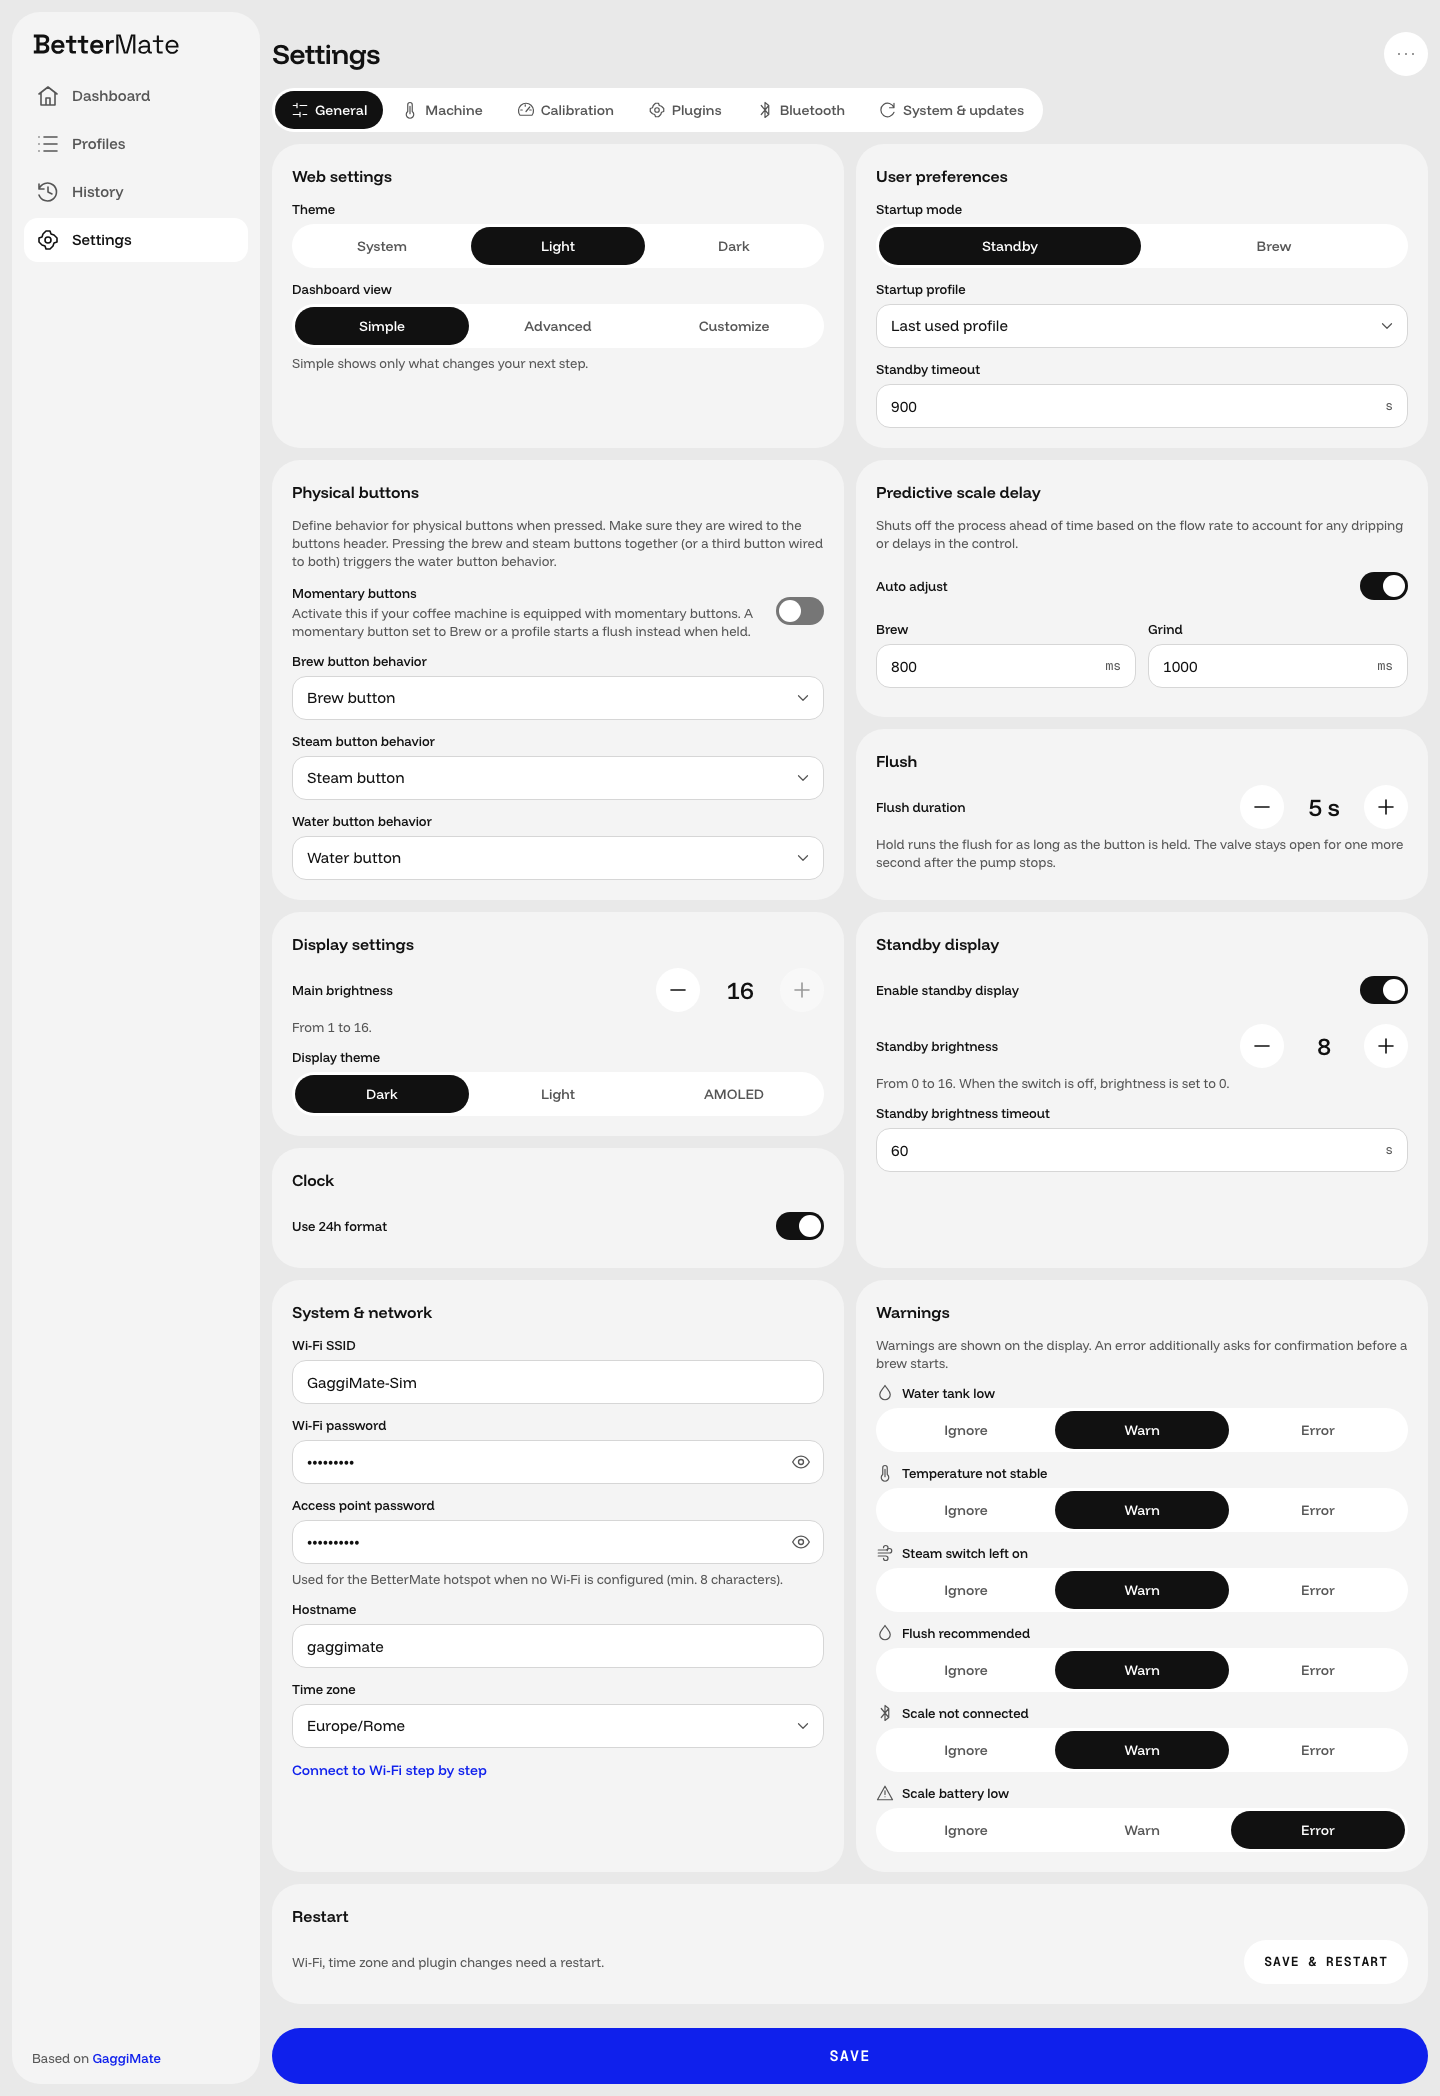 BetterMate
Dashboard
Profiles
History
Settings
Based on GaggiMate
Settings
General
Machine
Calibration
Plugins
Bluetooth
System & updates
Web settings
Theme
System
Light
Dark
Dashboard view
Simple
Advanced
Customize
Simple shows only what changes your next step.
User preferences
Startup mode
Standby
Brew
Startup profile
Last used profile
Standby timeout
900
s
Physical buttons
Define behavior for physical buttons when pressed. Make sure they are wired to the
buttons header. Pressing the brew and steam buttons together (or a third button wired
to both) triggers the water button behavior.
Momentary buttons
Activate this if your coffee machine is equipped with momentary buttons. A
momentary button set to Brew or a profile starts a flush instead when held.
Brew button behavior
Brew button
Steam button behavior
Steam button
Water button behavior
Water button
Predictive scale delay
Shuts off the process ahead of time based on the flow rate to account for any dripping
or delays in the control.
Auto adjust
Brew
800
ms
Grind
1000
ms
Flush
Flush duration
5 s
Hold runs the flush for as long as the button is held. The valve stays open for one more
second after the pump stops.
Display settings
Main brightness
16
From 1 to 16.
Display theme
Dark
Light
AMOLED
Clock
Use 24h format
Standby display
Enable standby display
Standby brightness
8
From 0 to 16. When the switch is off, brightness is set to 0.
Standby brightness timeout
60
s
System & network
Wi-Fi SSID
GaggiMate-Sim
Wi-Fi password
•••••••••
Access point password
••••••••••
Used for the BetterMate hotspot when no Wi-Fi is configured (min. 8 characters).
Hostname
gaggimate
Time zone
Europe/Rome
Connect to Wi-Fi step by step
Warnings
Warnings are shown on the display. An error additionally asks for confirmation before a
brew starts.
Water tank low
Ignore
Warn
Error
Temperature not stable
Ignore
Warn
Error
Steam switch left on
Ignore
Warn
Error
Flush recommended
Ignore
Warn
Error
Scale not connected
Ignore
Warn
Error
Scale battery low
Ignore
Warn
Error
Restart
Wi-Fi, time zone and plugin changes need a restart.
SAVE & RESTART
SAVE